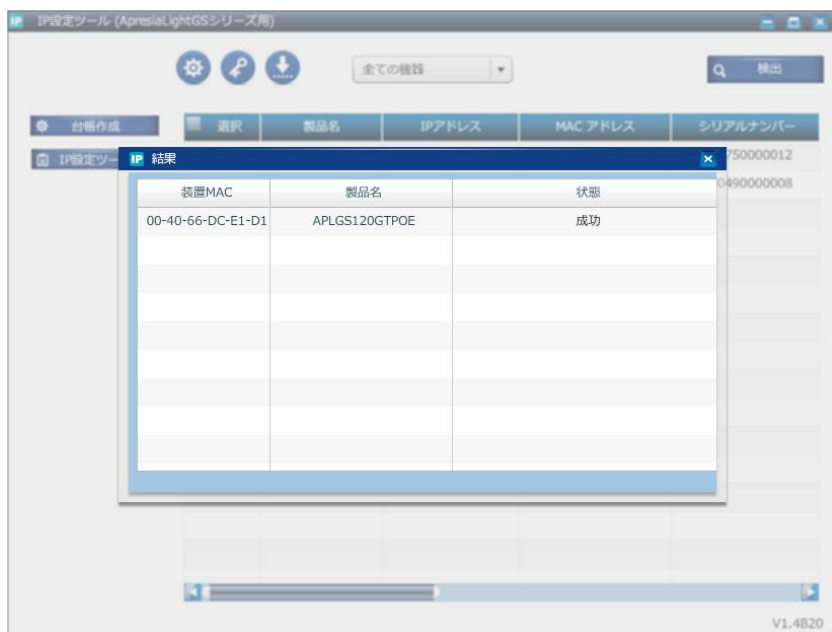 IP IP設定ツール (ApresiaLightGSシリーズ用)
全ての機器 検出
台帳作成 選択 製品名 IPアドレス MAC アドレス シリアルナンバー
IP設定ツー IP 結果 750000012
装置MAC 製品名 状態 0490000008
00-40-66-DC-E1-D1 APLGS120GTPOE 成功
V1.4B20